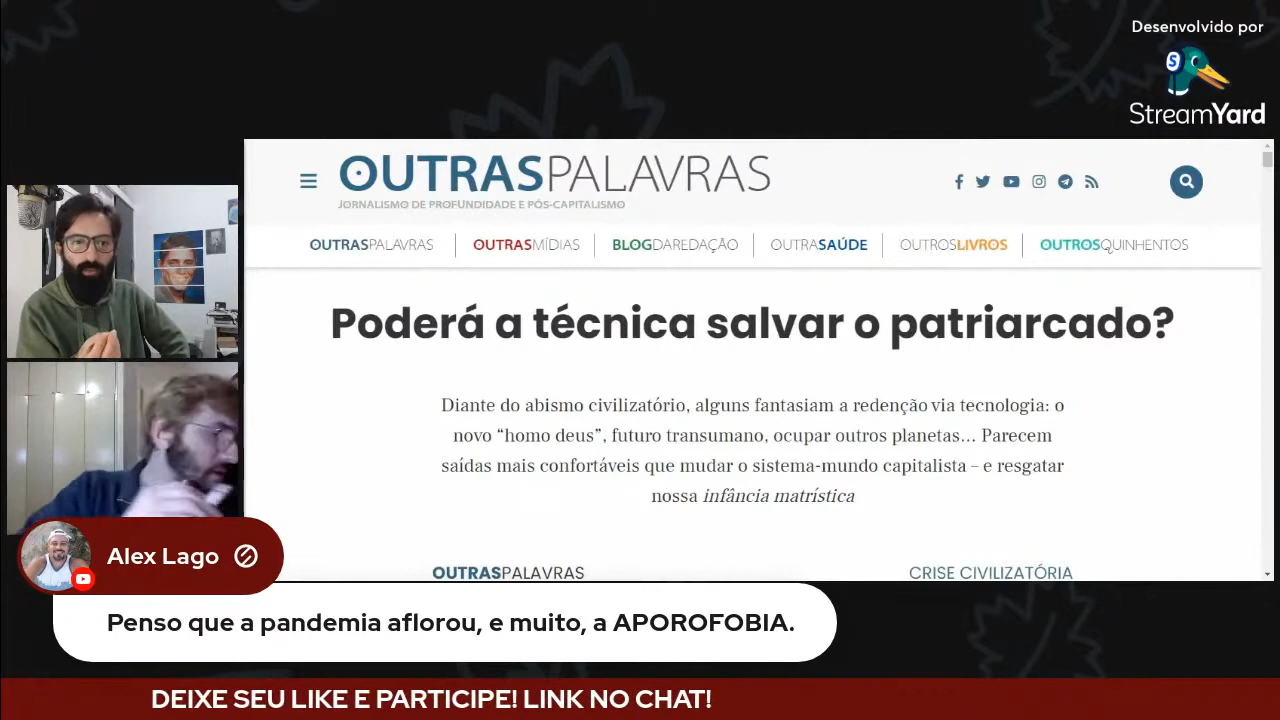 Desenvolvido por
StreamYard
OUTRASPALAVRAS
JORNALISMO DE PROFUNDIDADE E PÓS-CAPITALISMO
OUTRASPALAVRAS
OUTRASMÍDIAS
BLOGDAREDAÇÃO
OUTRASAÚDE
OUTROSLIVROS
OUTROSQUINHENTOS
Poderá a técnica salvar o patriarcado?
Diante do abismo civilizatório, alguns fantasiam a redenção via tecnologia: o
novo “homo deus”, futuro transumano, ocupar outros planetas… Parecem
saídas mais confortáveis que mudar o sistema-mundo capitalista – e resgatar
nossa infância matrística
OUTRASPALAVRAS
CRISE CIVILIZATÓRIA
Alex Lago
Penso que a pandemia aflorou, e muito, a APOROFOBIA.
DEIXE SEU LIKE E PARTICIPE! LINK NO CHAT!